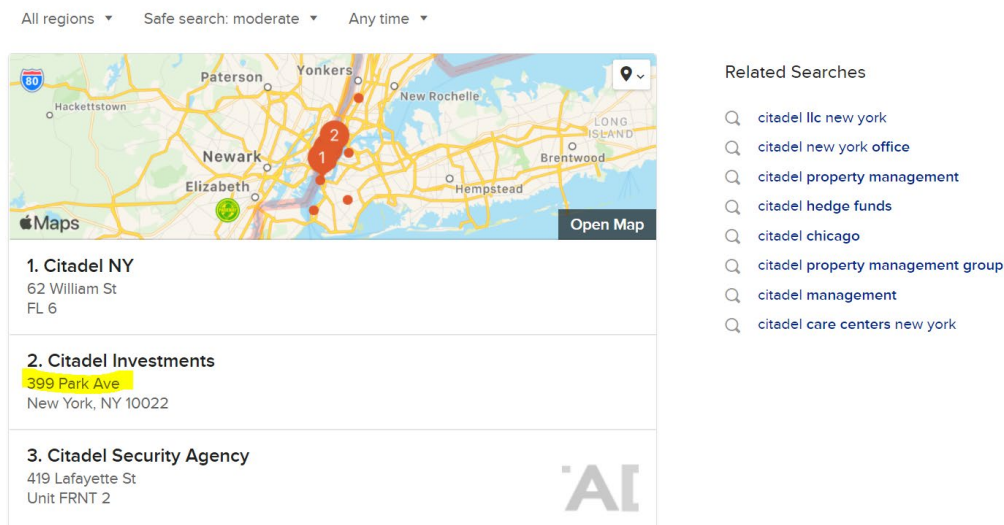 All regions Safe search: moderate Any time
80
Paterson
Yonkers
Hackettstown
New Rochelle
LONG
ISLAND
2
Newark
1
Brentwood
Elizabeth
Hempstead
Maps
Open Map
1. Citadel NY
62 William St
FL 6
2. Citadel Investments
399 Park Ave
New York, NY 10022
3. Citadel Security Agency
419 Lafayette St
Unit FRNT 2
Related Searches
citadel llc new york
citadel new york office
citadel property management
citadel hedge funds
citadel chicago
citadel property management group
citadel management
citadel care centers new york